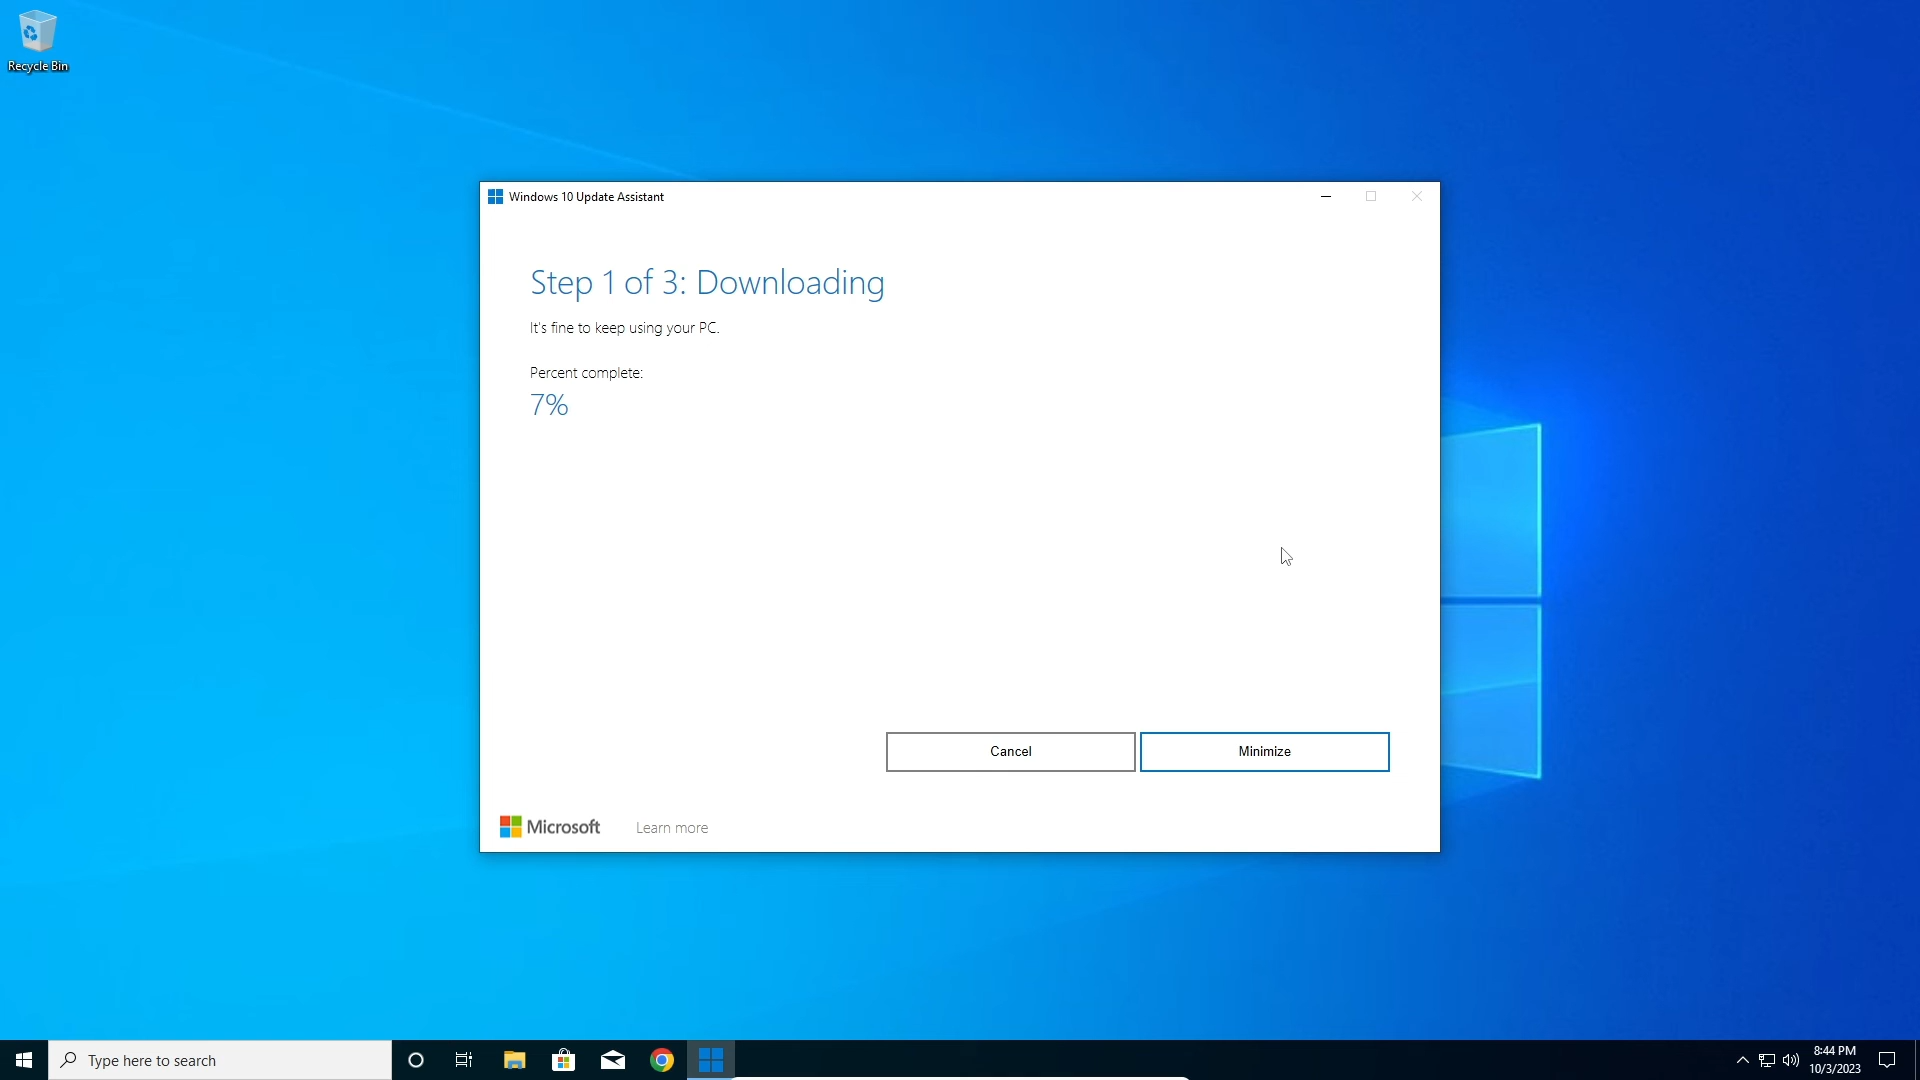 Recycle Bin
Windows 10 Update Assistant
Step 1 of 3: Downloading
It's fine to keep using your PC.
Percent complete:
7%
Cancel
Minimize
Microsoft
Learn more
Type here to search
8:44 PM
10/3/2023